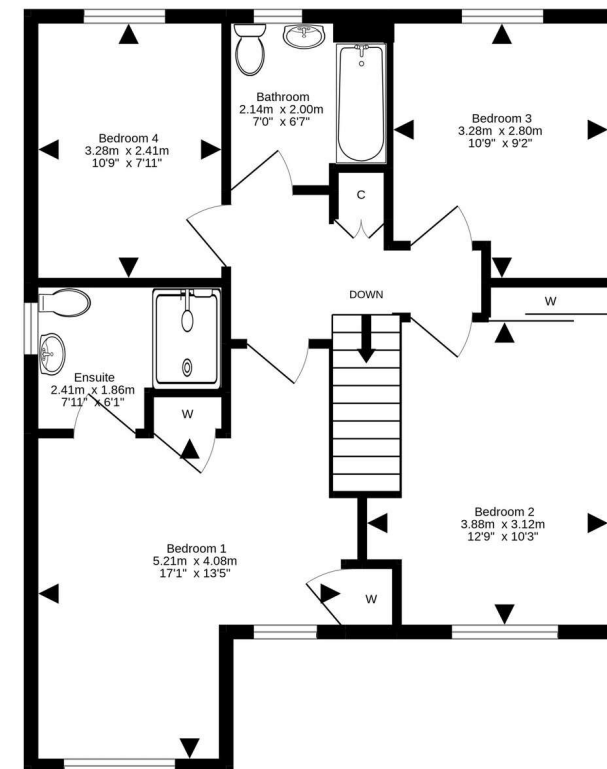 Bedroom 4
3.28m x 2.41m
10'9" x 7'11"
Bathroom
2.14m x 2.00m
7'0" x 6'7"
Bedroom 3
3.28m x 2.80m
10'9" x 9'2"
C
DOWN
W
Ensuite
2.41m x 1.86m
7'11" x 6'1"
W
Bedroom 2
3.88m x 3.12m
12'9" x 10'3"
Bedroom 1
5.21m x 4.08m
17'1" x 13'5"
W